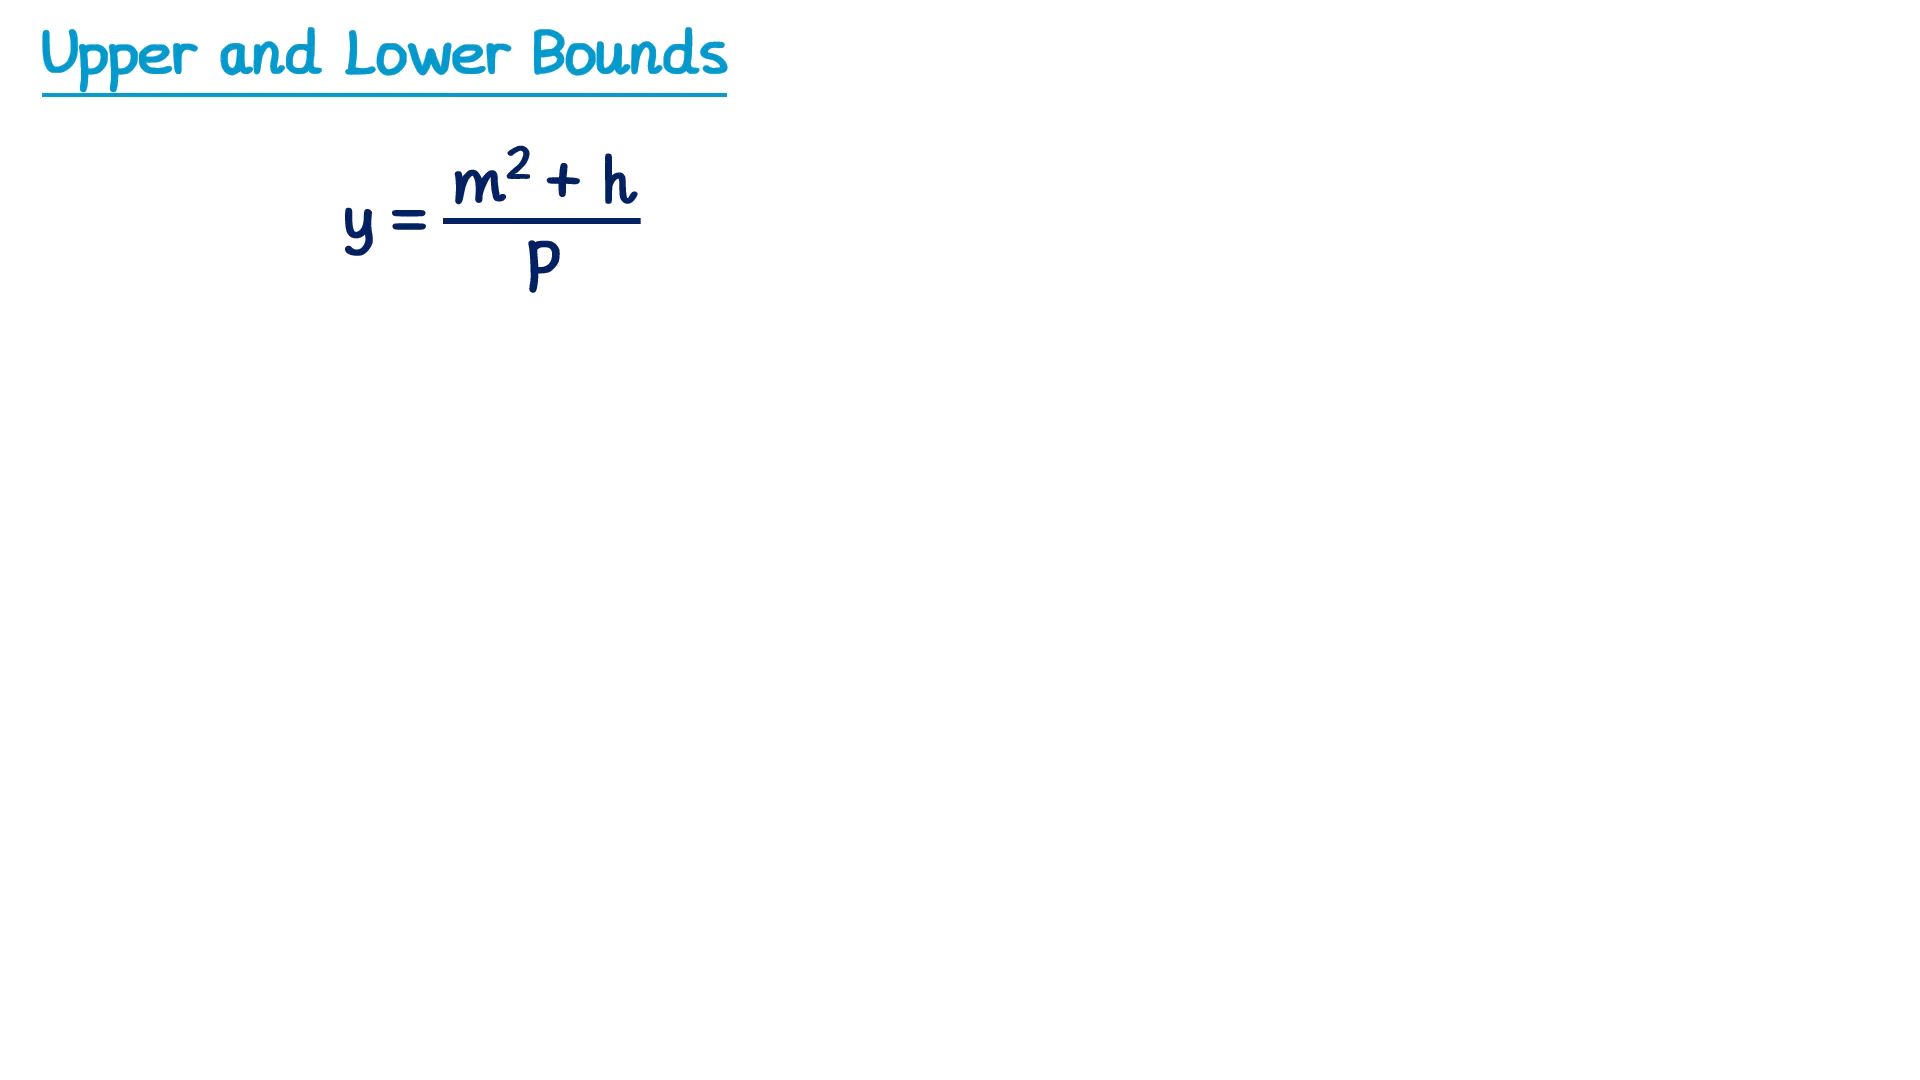 Upper and Lower Bounds
y = (m² + h) / p